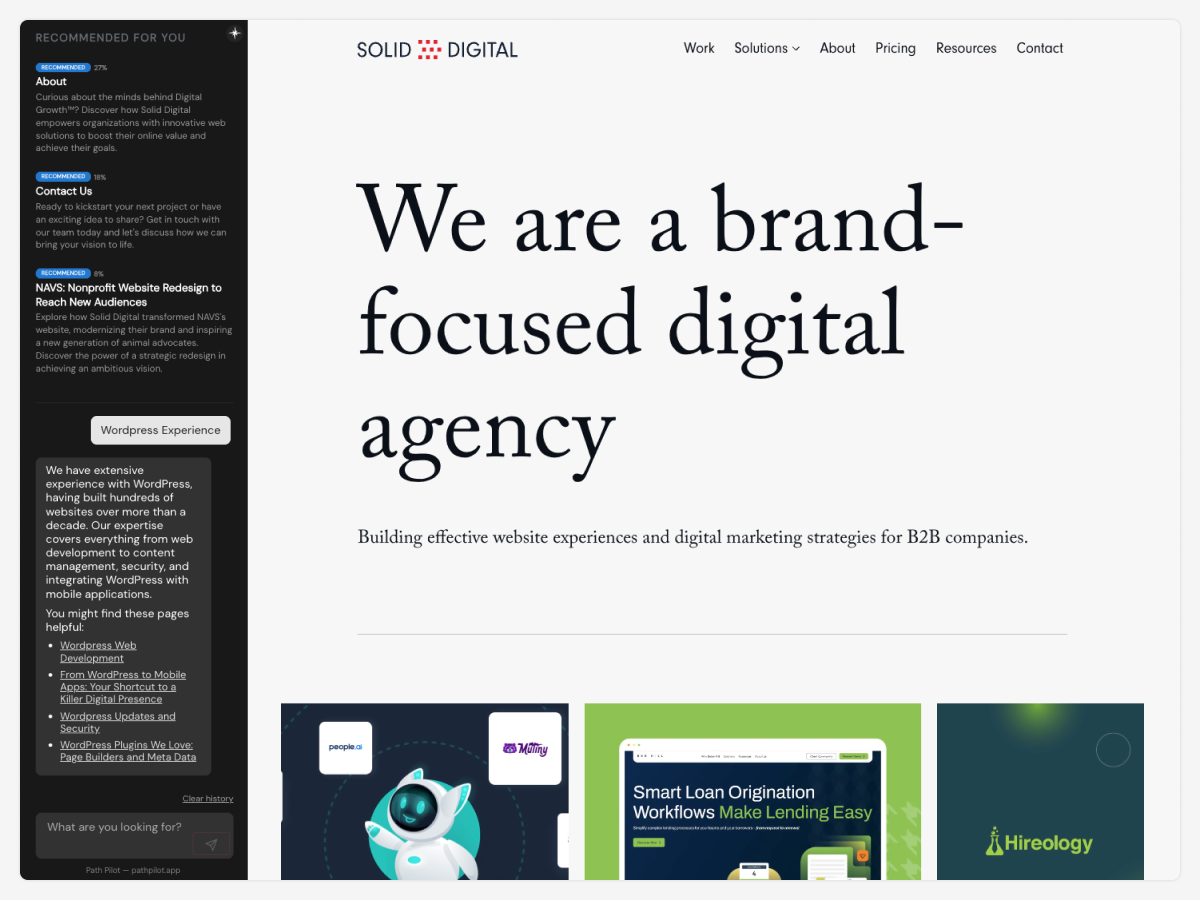 RECOMMENDED FOR YOU
RECOMMENDED 27%
About
Curious about the minds behind Digital
Growth™? Discover how Solid Digital
empowers organizations with innovative web
solutions to boost their online value and
achieve their goals.
RECOMMENDED 18%
Contact Us
Ready to kickstart your next project or have
an exciting idea to share? Get in touch with
our team today and let's discuss how we can
bring your vision to life.
RECOMMENDED 8%
NAVS: Nonprofit Website Redesign to
Reach New Audiences
Explore how Solid Digital transformed NAVS's
website, modernizing their brand and inspiring
a new generation of animal advocates.
Discover the power of a strategic redesign in
achieving an ambitious vision.
Wordpress Experience
We have extensive
experience with WordPress,
having built hundreds of
websites over more than a
decade. Our expertise
covers everything from web
development to content
management, security, and
integrating WordPress with
mobile applications.
You might find these pages
helpful:
Wordpress Web
Development
From WordPress to Mobile
Apps: Your Shortcut to a
Killer Digital Presence
Wordpress Updates and
Security
WordPress Plugins We Love:
Page Builders and Meta Data
Clear history
What are you looking for?
Path Pilot — pathpilot.app
SOLID DIGITAL
Work Solutions About Pricing Resources Contact
We are a brand-
focused digital
agency
Building effective website experiences and digital marketing strategies for B2B companies.
people.ai
Mutiny
Smart Loan Origination
Workflows Make Lending Easy
4
Hireology